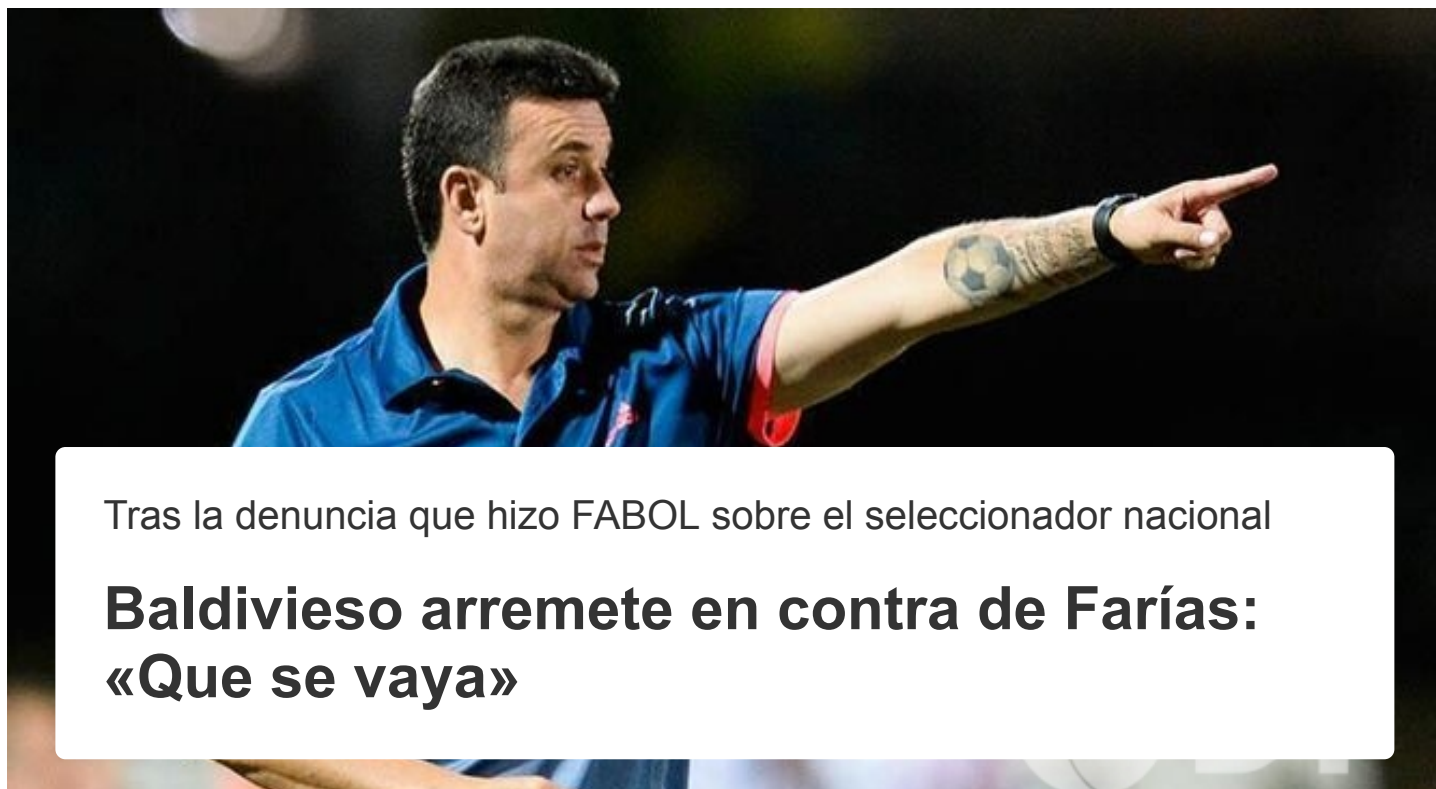 Tras la denuncia que hizo FABOL sobre el seleccionador nacional
Baldivieso arremete en contra de Farías:
«Que se vaya»